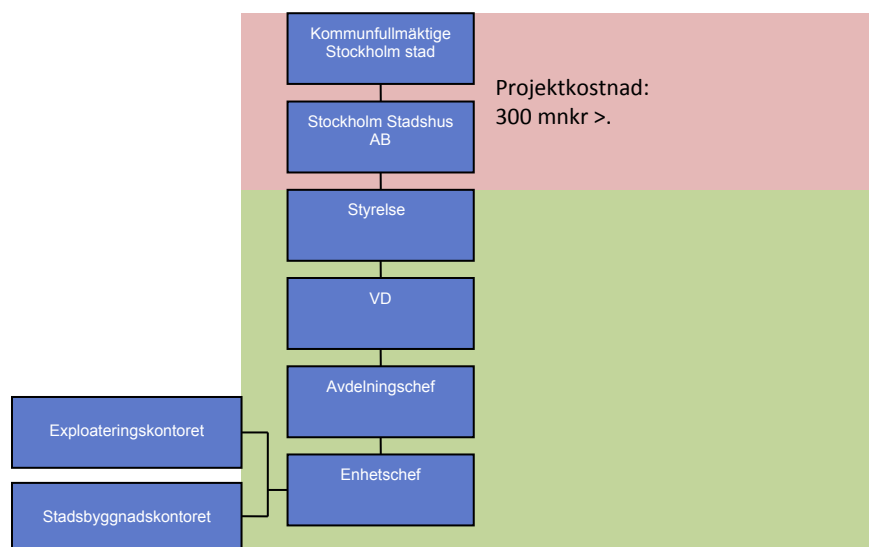 Kommunfullmäktige
Stockholm stad
Projektkostnad:
300 mnkr >.
Stockholm Stadshus
AB
Styrelse
VD
Avdelningschef
Exploateringskontoret
Enhetschef
Stadsbyggnadskontoret